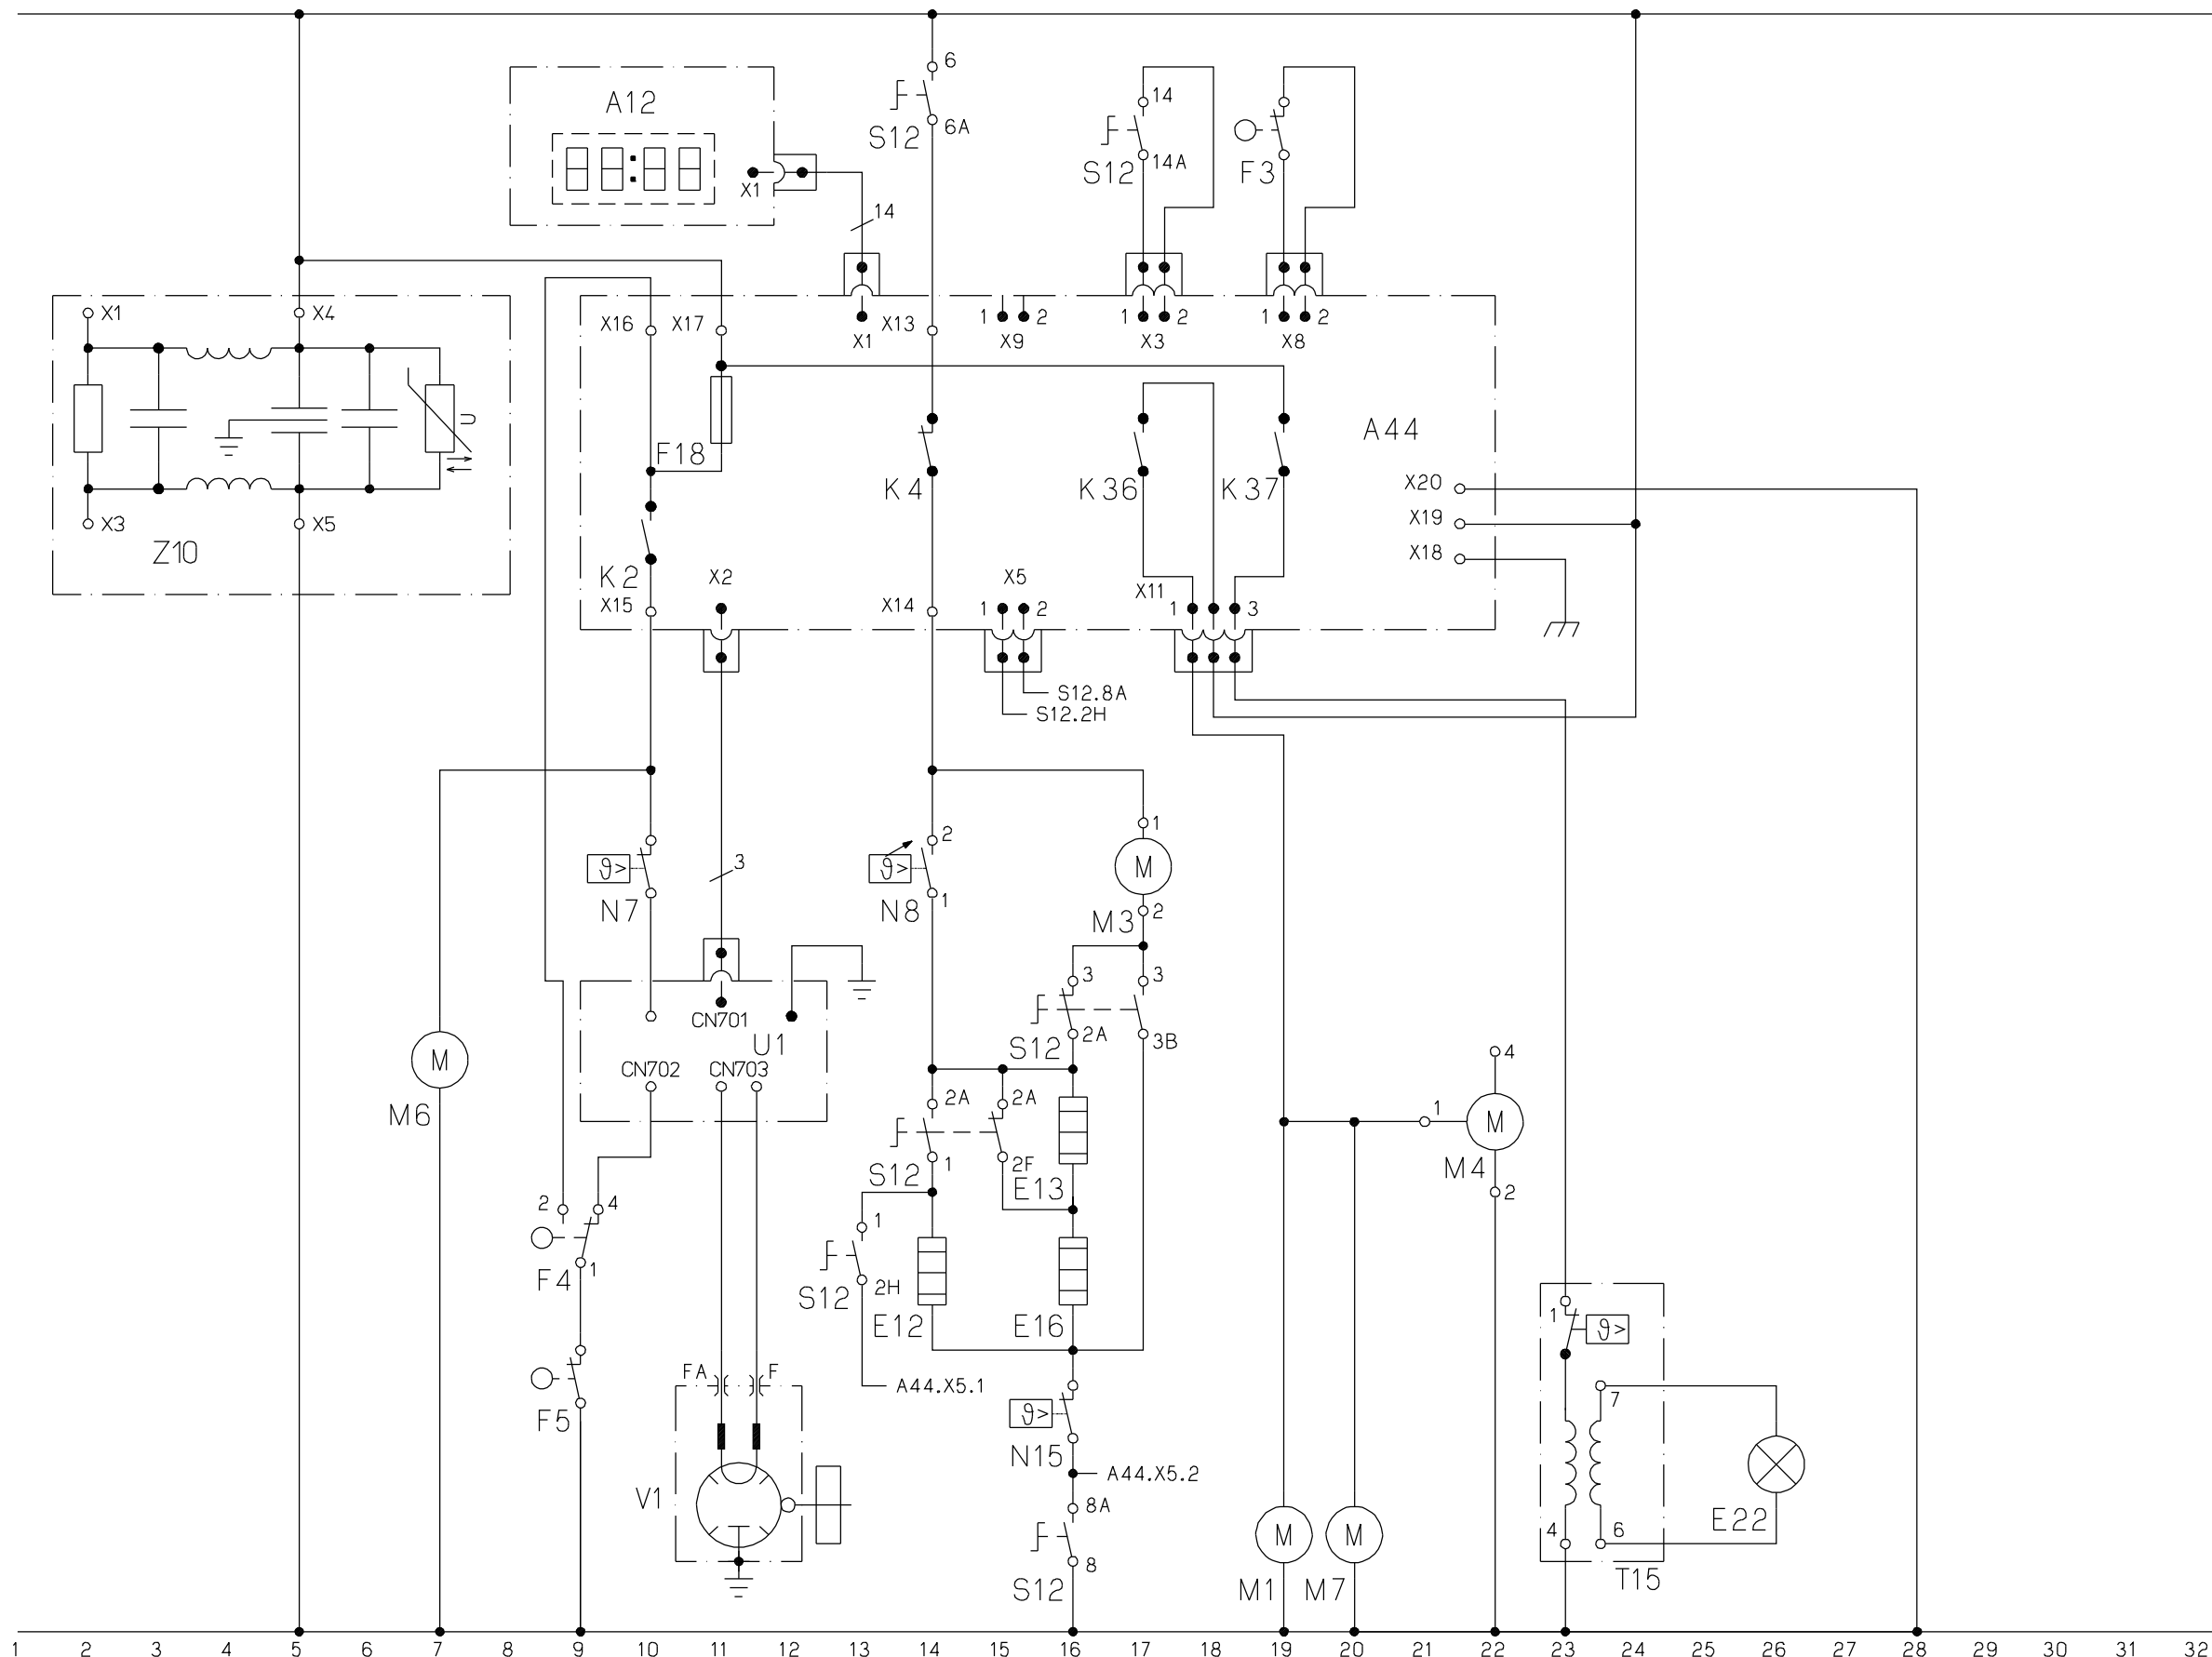 6
A12
S12
6A
14
S12
14A
F3
X1
14
X1
X4
X16
X17
X1
X13
1
2
X9
1
2
X3
1
2
X8
U
F18
A44
K4
K36
K37
X20
X19
X18
X3
X5
Z10
K2
X2
X15
X14
X5
1
2
X11
1
3
S12.8A
S12.2H
N7
3
2
N8
1
1
M
M3
2
CN701
U1
CN702
CN703
3
3
2A
3B
S12
M
M6
2A
2A
S12
1
2F
E13
4
1
M
M4
2
2
4
F4
1
1
S12
2H
E12
E16
1
ϑ>
ϑ>
ϑ>
ϑ>
F5
FA
F
A44.X5.1
N15
A44.X5.2
7
V1
8A
8
S12
M
M
M1
M7
4
6
E22
T15
1 2 3 4 5 6 7 8 9 10 11 12 13 14 15 16 17 18 19 20 21 22 23 24 25 26 27 28 29 30 31 32